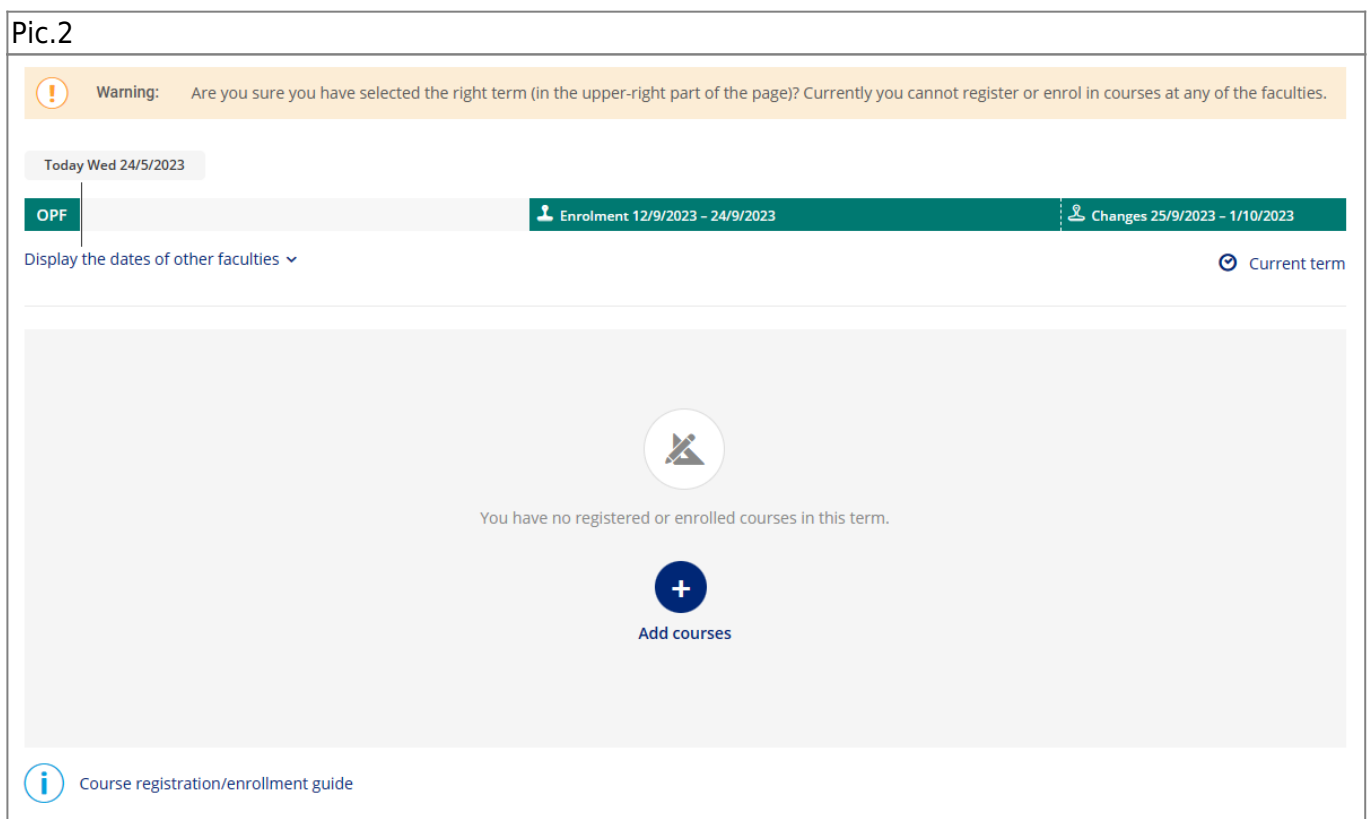 Pic.2
Warning: Are you sure you have selected the right term (in the upper-right part of the page)? Currently you cannot register or enrol in courses at any of the faculties.
Today Wed 24/5/2023
OPF Enrolment 12/9/2023 – 24/9/2023 Changes 25/9/2023 – 1/10/2023
Display the dates of other faculties Current term
You have no registered or enrolled courses in this term.
Add courses
Course registration/enrollment guide